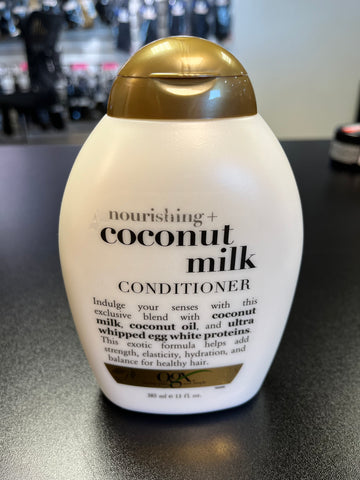 nourishing+
coconut
milk
CONDITIONER
Indulge your senses with this
exclusive blend with coconut
milk, coconut oil, and ultra
whipped egg white proteins.
This exotic formula helps add
strength, elasticity, hydration, and
balance for healthy hair.
ogx
385 ml e 13 fl. oz.